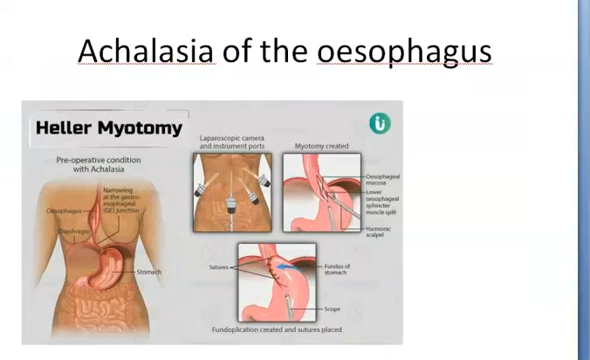 Achalasia of the oesophagus
Heller Myotomy
Pre-operative condition
with Achalasia
Narrowing
at the gastro-
esophageal
(GE) junction
Oesophagus
Diaphragm
Stomach
Laparoscopic camera
and instrument ports
Myotomy created
Oesophageal
mucosa
Lower
oesophageal
sphincter
muscle split
Harmonic
scalpel
Sutures
Fundus of
stomach
Scope
Fundoplication created and sutures placed